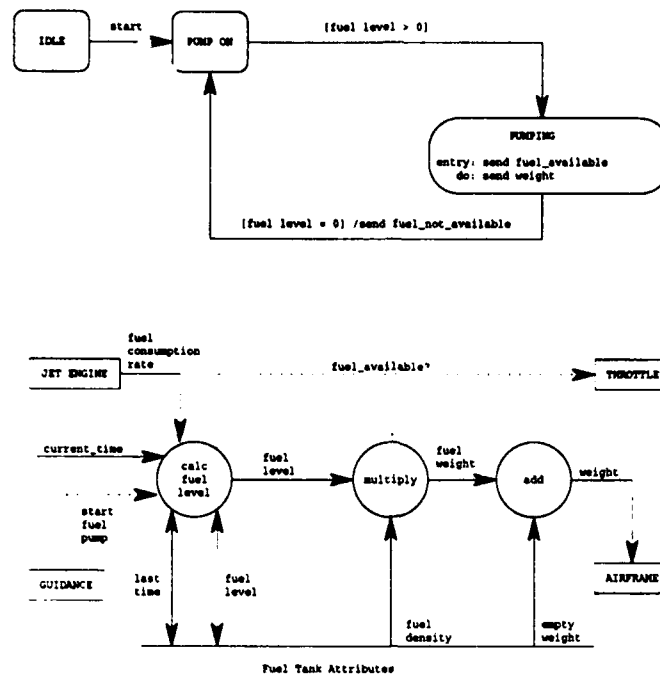 start
IDLE
PUMP ON
[fuel level > 0]
PUMPING
entry: send fuel_available
do: send weight
[fuel level = 0] /send fuel_not_available
fuel
consumption
rate
JET ENGINE
fuel_available?
THROTTLE
current_time
calc
fuel
level
fuel
level
multiply
fuel
weight
add
weight
start
fuel
pump
GUIDANCE
last
time
fuel
level
AIRFRAME
fuel
density
empty
weight
Fuel Tank Attributes